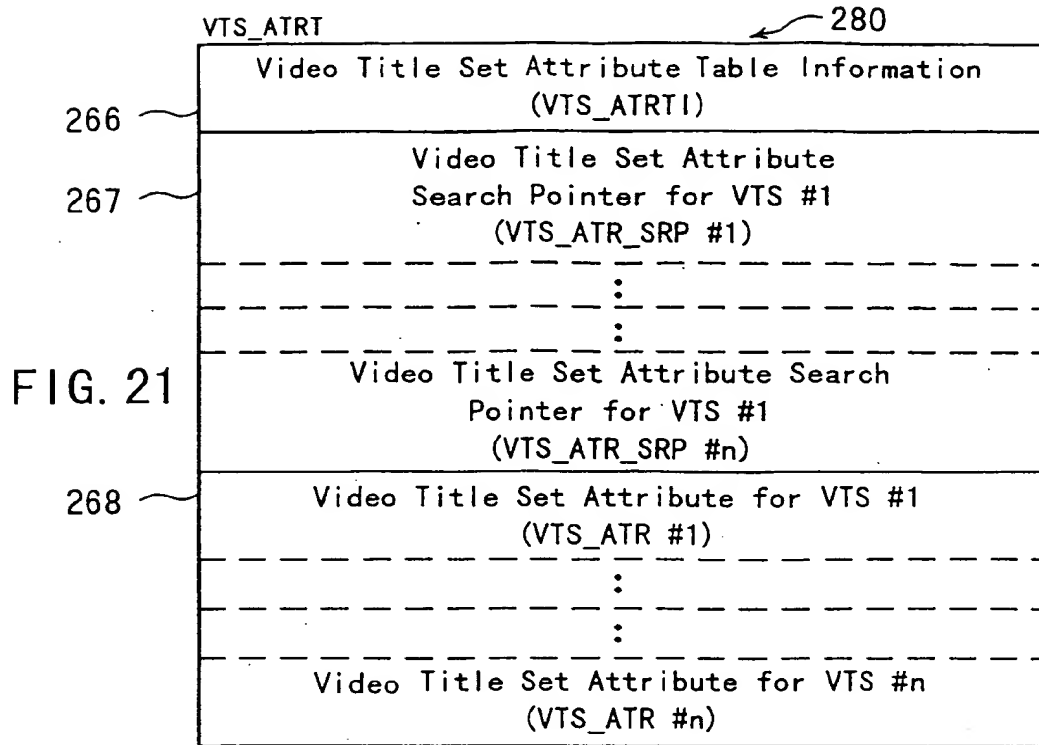 VTS_ATRT
280
Video Title Set Attribute Table Information
(VTS_ATRTI)
266
Video Title Set Attribute
Search Pointer for VTS #1
(VTS_ATR_SRP #1)
267
:
:
FIG. 21
Video Title Set Attribute Search
Pointer for VTS #1
(VTS_ATR_SRP #n)
268
Video Title Set Attribute for VTS #1
(VTS_ATR #1)
:
:
Video Title Set Attribute for VTS #n
(VTS_ATR #n)